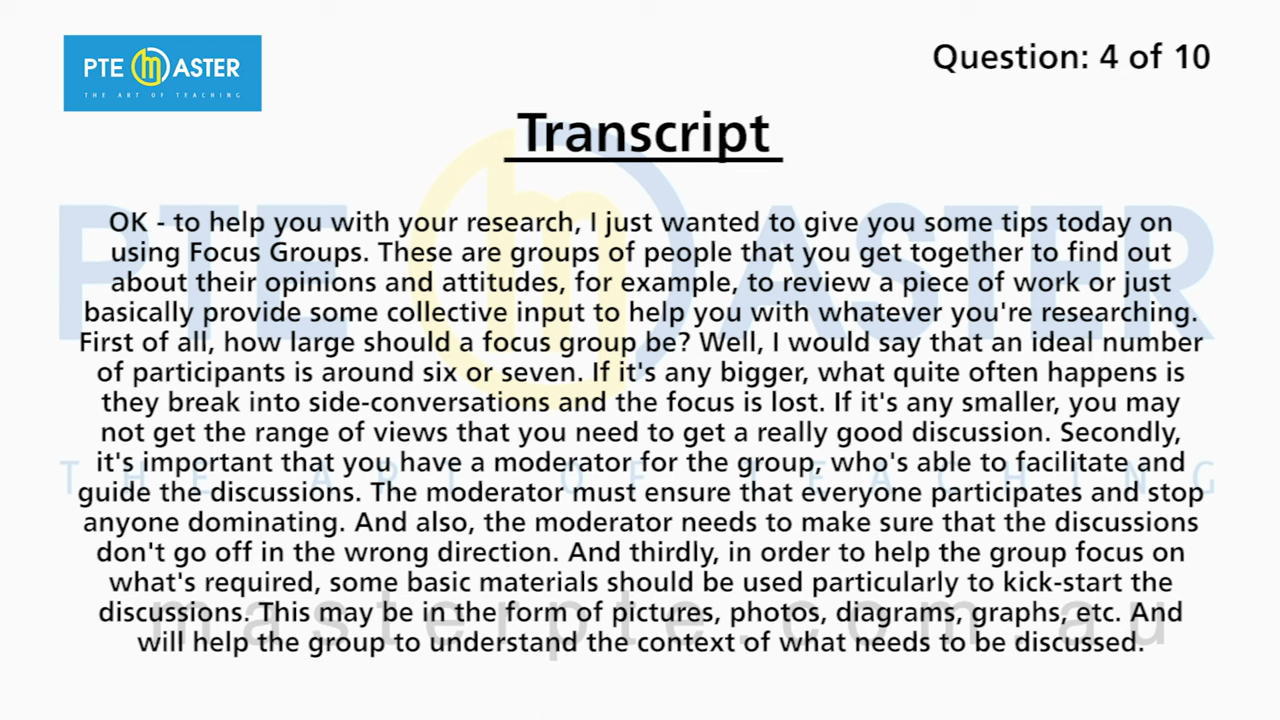 PTE MASTER
THE ART OF TEACHING
Question: 4 of 10
Transcript
OK - to help you with your research, I just wanted to give you some tips today on
using Focus Groups. These are groups of people that you get together to find out
about their opinions and attitudes, for example, to review a piece of work or just
basically provide some collective input to help you with whatever you're researching.
First of all, how large should a focus group be? Well, I would say that an ideal number
of participants is around six or seven. If it's any bigger, what quite often happens is
they break into side-conversations and the focus is lost. If it's any smaller, you may
not get the range of views that you need to get a really good discussion. Secondly,
it's important that you have a moderator for the group, who's able to facilitate and
guide the discussions. The moderator must ensure that everyone participates and stop
anyone dominating. And also, the moderator needs to make sure that the discussions
don't go off in the wrong direction. And thirdly, in order to help the group focus on
what's required, some basic materials should be used particularly to kick-start the
discussions. This may be in the form of pictures, photos, diagrams, graphs, etc. And
will help the group to understand the context of what needs to be discussed.
PTE MASTER
THE ART OF TEACHING
masterpte.com.au